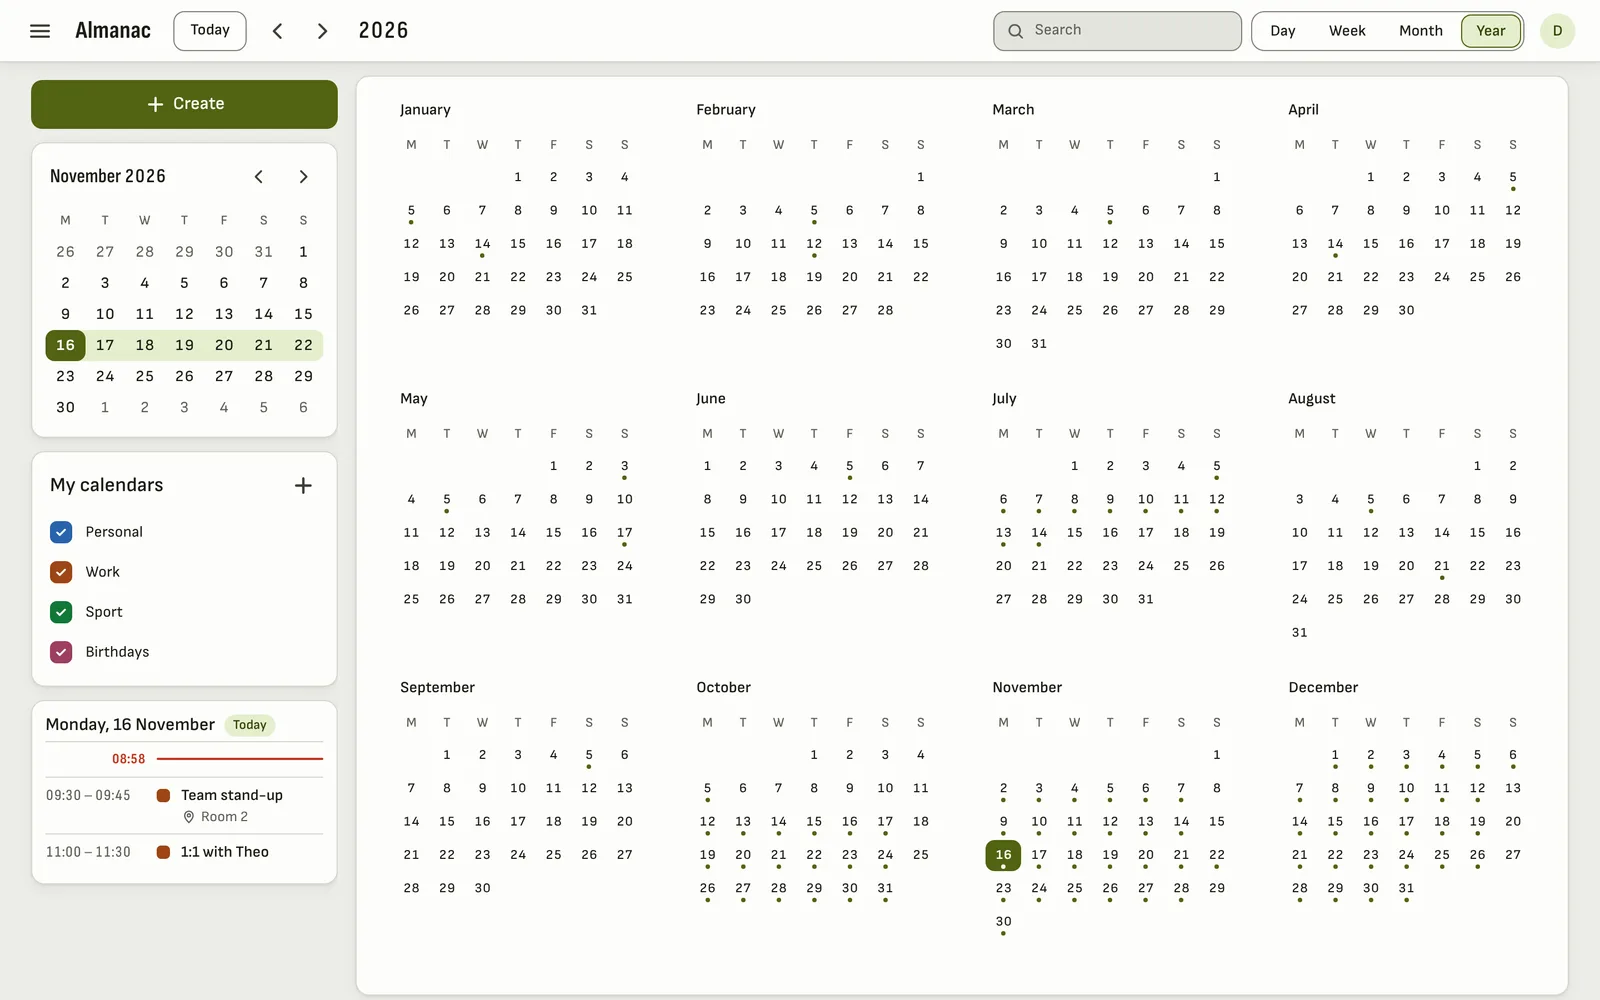 Almanac
Today
2026
Search
Day Week Month Year
D
Create
November 2026
M T W T F S S
26 27 28 29 30 31 1
2 3 4 5 6 7 8
9 10 11 12 13 14 15
16 17 18 19 20 21 22
23 24 25 26 27 28 29
30 1 2 3 4 5 6
My calendars
Personal
Work
Sport
Birthdays
Monday, 16 November Today
08:58
09:30 – 09:45 Team stand-up
Room 2
11:00 – 11:30 1:1 with Theo
January
M T W T F S S
1 2 3 4
5 6 7 8 9 10 11
12 13 14 15 16 17 18
19 20 21 22 23 24 25
26 27 28 29 30 31
February
M T W T F S S
1
2 3 4 5 6 7 8
9 10 11 12 13 14 15
16 17 18 19 20 21 22
23 24 25 26 27 28
March
M T W T F S S
1
2 3 4 5 6 7 8
9 10 11 12 13 14 15
16 17 18 19 20 21 22
23 24 25 26 27 28 29
30 31
April
M T W T F S S
1 2 3 4 5
6 7 8 9 10 11 12
13 14 15 16 17 18 19
20 21 22 23 24 25 26
27 28 29 30
May
M T W T F S S
1 2 3
4 5 6 7 8 9 10
11 12 13 14 15 16 17
18 19 20 21 22 23 24
25 26 27 28 29 30 31
June
M T W T F S S
1 2 3 4 5 6 7
8 9 10 11 12 13 14
15 16 17 18 19 20 21
22 23 24 25 26 27 28
29 30
July
M T W T F S S
1 2 3 4 5
6 7 8 9 10 11 12
13 14 15 16 17 18 19
20 21 22 23 24 25 26
27 28 29 30 31
August
M T W T F S S
1 2
3 4 5 6 7 8 9
10 11 12 13 14 15 16
17 18 19 20 21 22 23
24 25 26 27 28 29 30
31
September
M T W T F S S
1 2 3 4 5 6
7 8 9 10 11 12 13
14 15 16 17 18 19 20
21 22 23 24 25 26 27
28 29 30
October
M T W T F S S
1 2 3 4
5 6 7 8 9 10 11
12 13 14 15 16 17 18
19 20 21 22 23 24 25
26 27 28 29 30 31
November
M T W T F S S
1
2 3 4 5 6 7 8
9 10 11 12 13 14 15
16 17 18 19 20 21 22
23 24 25 26 27 28 29
30
December
M T W T F S S
1 2 3 4 5 6
7 8 9 10 11 12 13
14 15 16 17 18 19 20
21 22 23 24 25 26 27
28 29 30 31